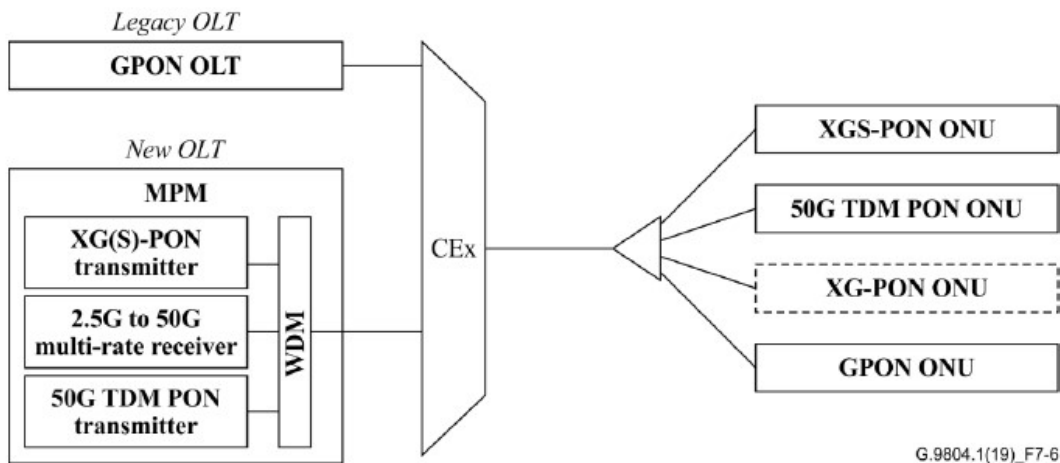 Legacy OLT
GPON OLT
New OLT
MPM
XG(S)-PON
transmitter
2.5G to 50G
multi-rate receiver
50G TDM PON
transmitter
WDM
CEx
XGS-PON ONU
50G TDM PON ONU
XG-PON ONU
GPON ONU
G.9804.1(19)_F7-6